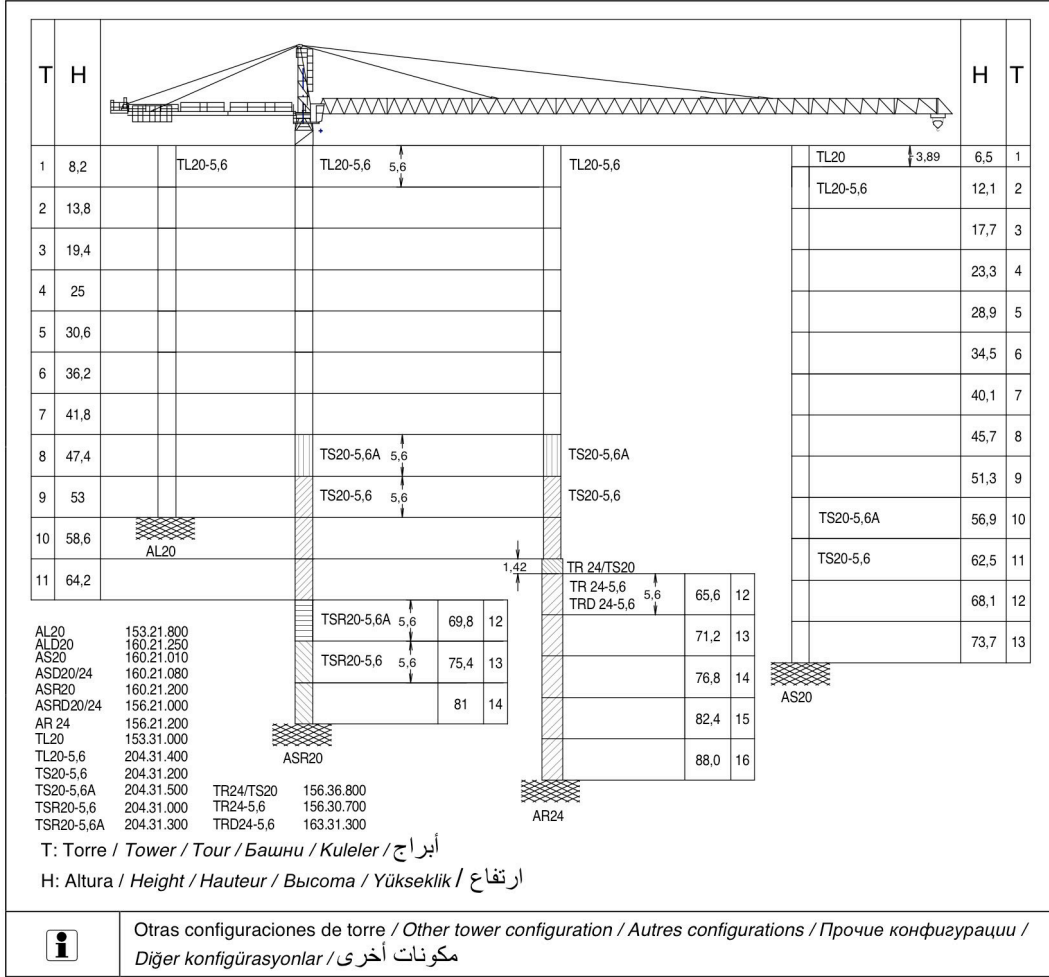 T H H T
1 8,2 TL20-5,6 TL20-5,6 5,6 TL20-5,6 TL20 3,89 6,5 1
2 13,8 TL20-5,6 12,1 2
3 19,4 17,7 3
4 25 23,3 4
5 30,6 28,9 5
6 36,2 34,5 6
7 41,8 40,1 7
8 47,4 TS20-5,6A 5,6 TS20-5,6A 45,7 8
9 53 TS20-5,6 5,6 TS20-5,6 51,3 9
10 58,6 AL20 TS20-5,6A 56,9 10
11 64,2 1,42 TR 24/TS20 TS20-5,6 62,5 11
TR 24-5,6
TRD 24-5,6 5,6 65,6 12 68,1 12
TSR20-5,6A 5,6 69,8 12 71,2 13 73,7 13
TSR20-5,6 5,6 75,4 13 76,8 14 AS20
81 14 82,4 15
ASR20 88,0 16
AR24
AL20 153.21.800
ALD20 160.21.250
AS20 160.21.010
ASD20/24 160.21.080
ASR20 160.21.200
ASRD20/24 156.21.000
AR 24 156.21.200
TL20 153.31.000
TL20-5,6 204.31.400
TS20-5,6 204.31.200
TS20-5,6A 204.31.500 TR24/TS20 156.36.800
TSR20-5,6 204.31.000 TR24-5,6 156.30.700
TSR20-5,6A 204.31.300 TRD24-5,6 163.31.300
T: Torre / Tower / Tour / Башни / Kuleler / أبراج
H: Altura / Height / Hauteur / Высота / Yükseklik / ارتفاع
i Otras configuraciones de torre / Other tower configuration / Autres configurations / Прочие конфигурации /
Diğer konfigürasyonlar / مكونات أخرى